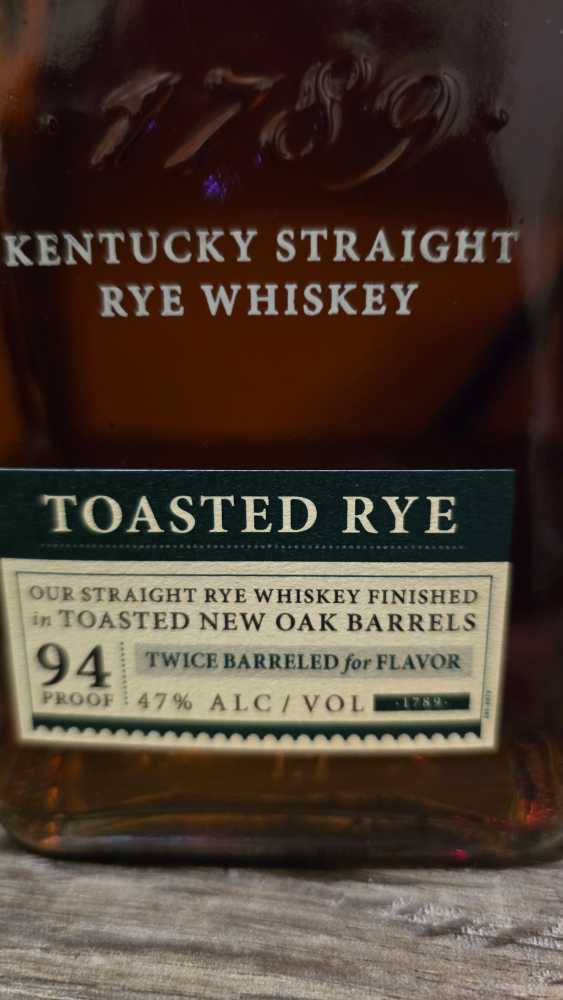 1789
KENTUCKY STRAIGHT
RYE WHISKEY
TOASTED RYE
OUR STRAIGHT RYE WHISKEY FINISHED
in TOASTED NEW OAK BARRELS
94
PROOF
TWICE BARRELED for FLAVOR
47% ALC / VOL
·1789·